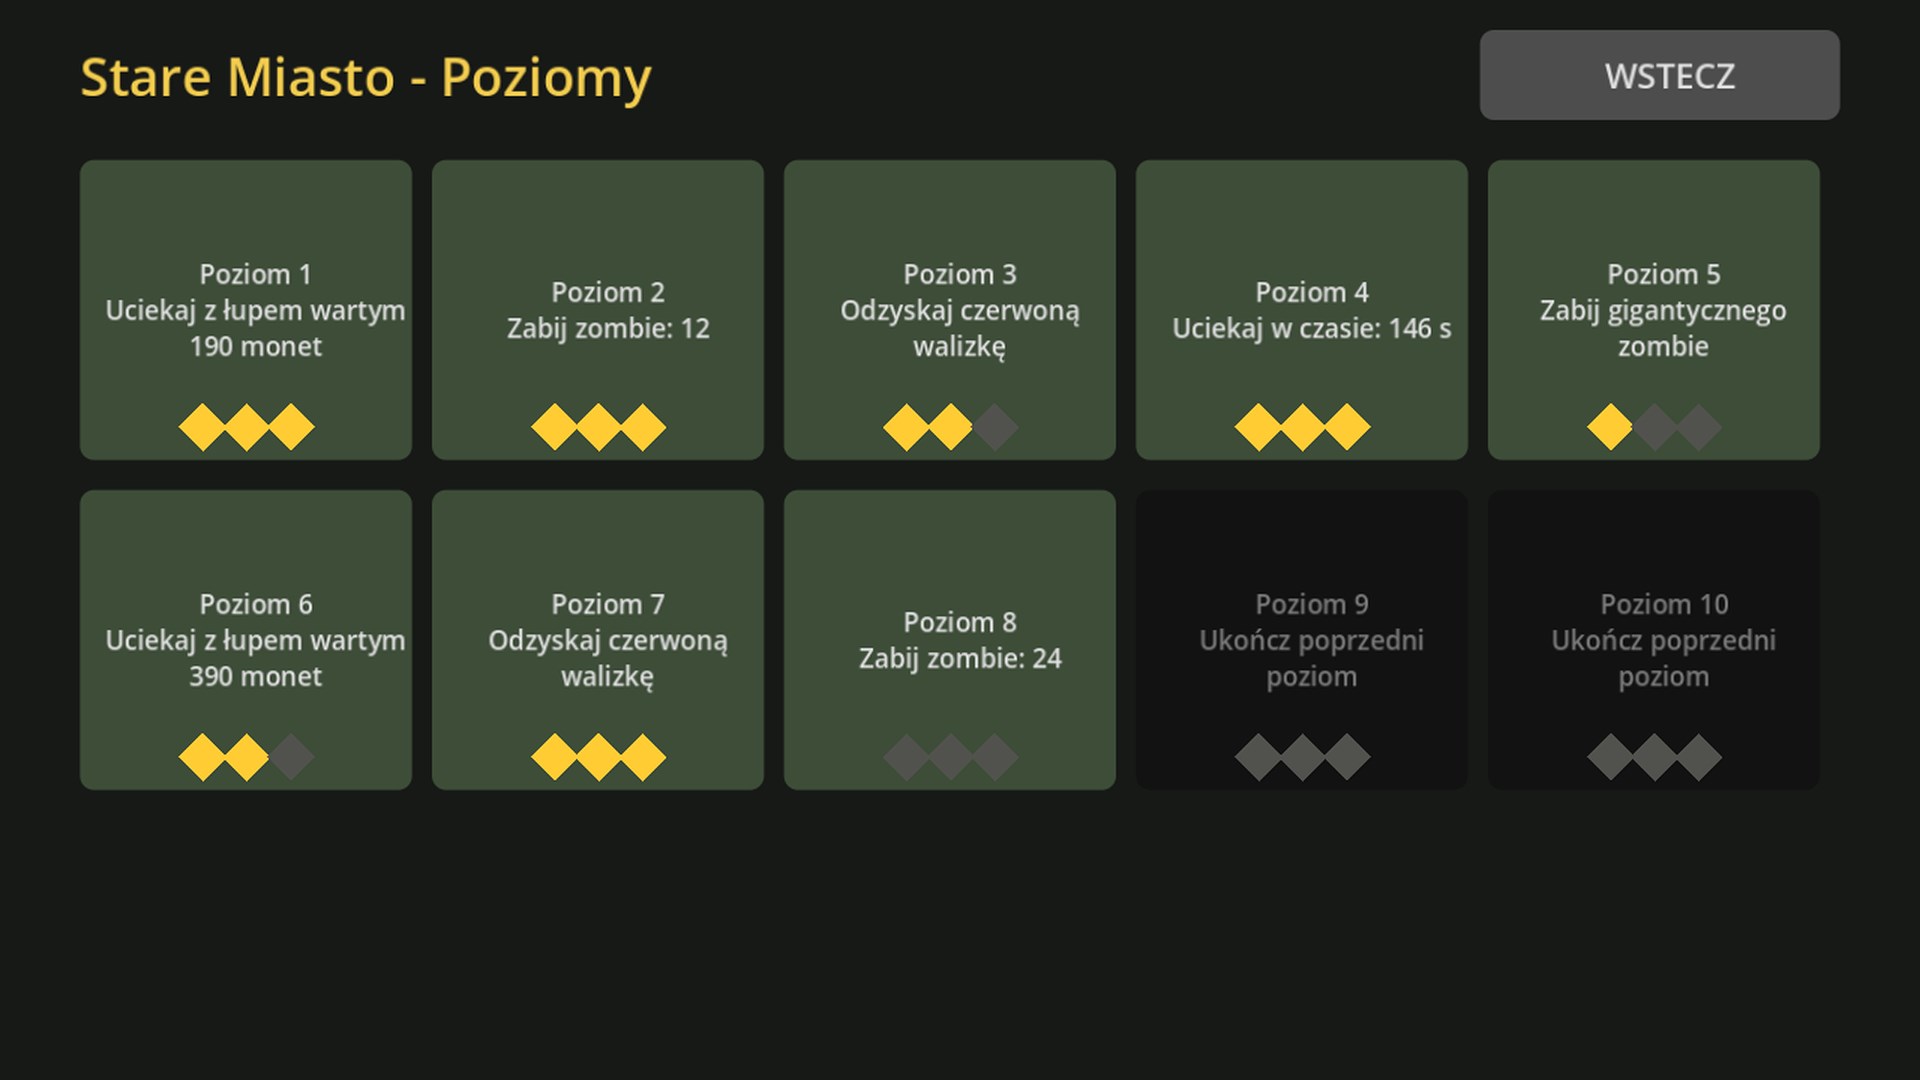 Stare Miasto - Poziomy
WSTECZ
Poziom 1
Uciekaj z łupem wartym
190 monet
Poziom 2
Zabij zombie: 12
Poziom 3
Odzyskaj czerwoną
walizkę
Poziom 4
Uciekaj w czasie: 146 s
Poziom 5
Zabij gigantycznego
zombie
Poziom 6
Uciekaj z łupem wartym
390 monet
Poziom 7
Odzyskaj czerwoną
walizkę
Poziom 8
Zabij zombie: 24
Poziom 9
Ukończ poprzedni
poziom
Poziom 10
Ukończ poprzedni
poziom